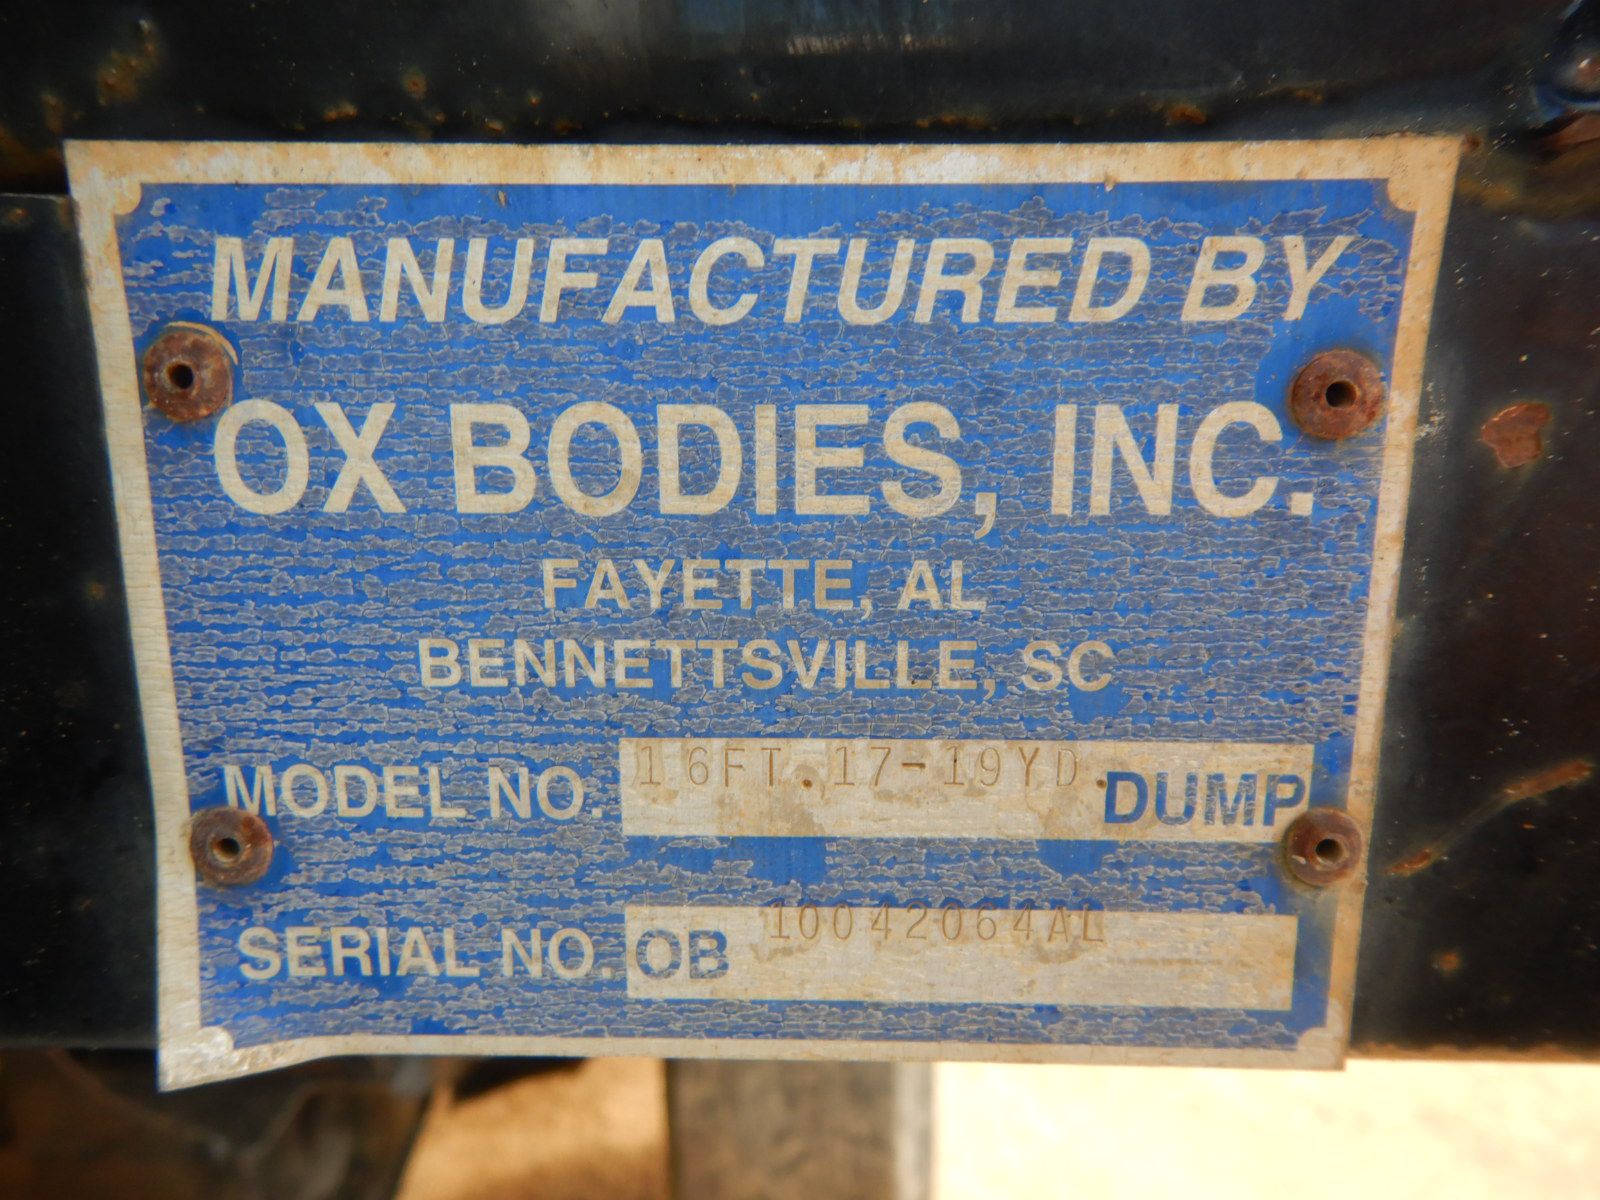 MANUFACTURED BY
OX BODIES, INC.
FAYETTE, AL
BENNETTSVILLE, SC
MODEL NO. 16FT.,17-19YD. DUMP
SERIAL NO. OB 10042064AL